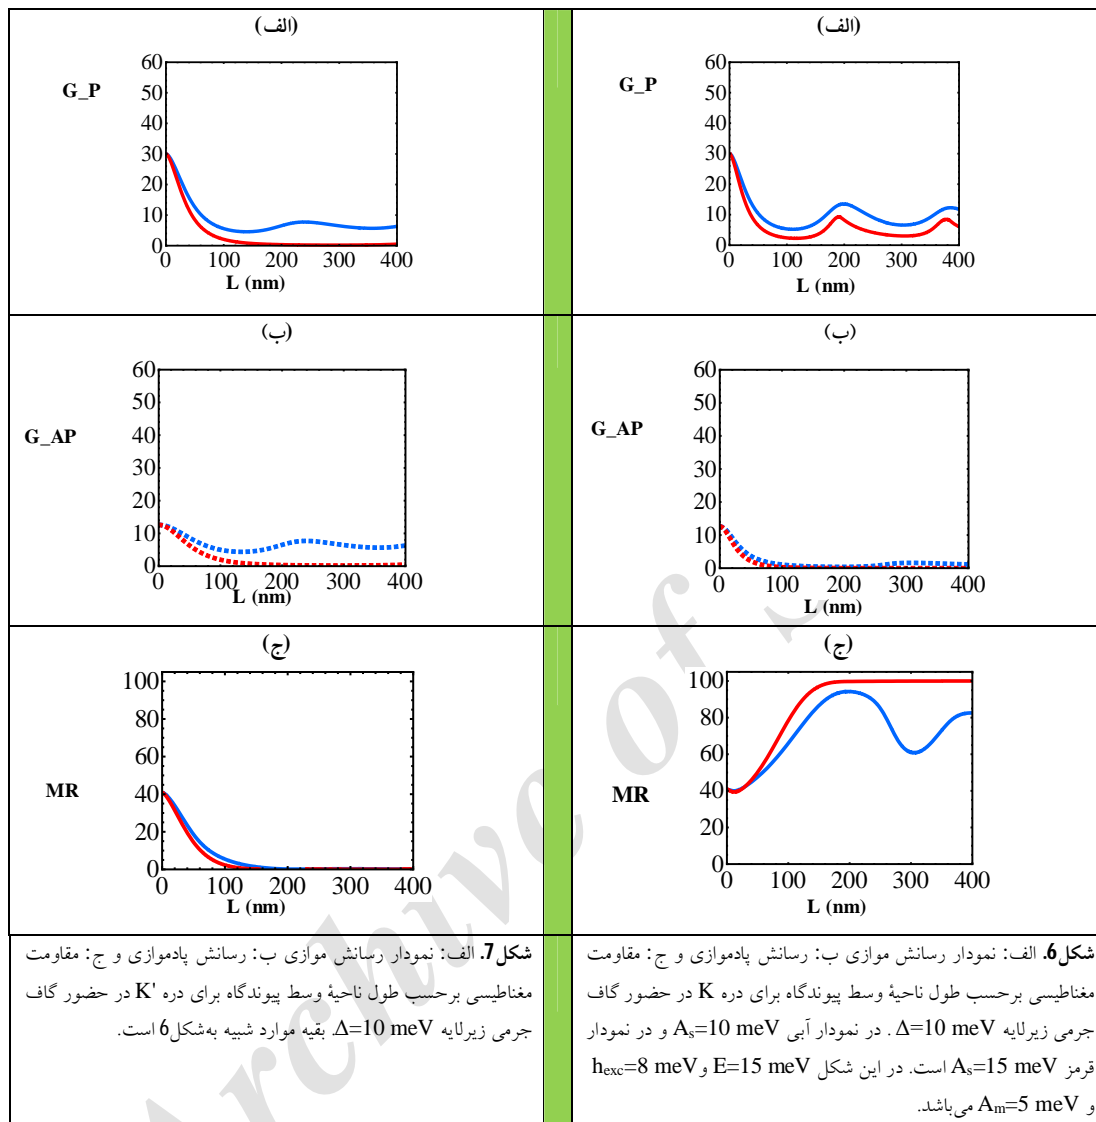 (الف)
60
50
40
30
20
10
0
G_P
0 100 200 300 400
L (nm)
(ب)
60
50
40
30
20
10
0
G_AP
0 100 200 300 400
L (nm)
(ج)
100
80
60
40
20
0
MR
0 100 200 300 400
L (nm)
شکل6. الف: نمودار رسانش موازی ب: رسانش پادموازی و ج: مقاومت
مغناطیسی برحسب طول ناحیهٔ وسط پیوندگاه برای دره K در حضور گاف
جرمی زیرلایه Δ=10 meV . در نمودار آبی As=10 meV و در نمودار
قرمز As=15 meV است. در این شکل E=15 meV و hexc=8 meV
و Am=5 meV می‌باشد.
(الف)
60
50
40
30
20
10
0
G_P
0 100 200 300 400
L (nm)
(ب)
60
50
40
30
20
10
0
G_AP
0 100 200 300 400
L (nm)
(ج)
100
80
60
40
20
0
MR
0 100 200 300 400
L (nm)
شکل7. الف: نمودار رسانش موازی ب: رسانش پادموازی و ج: مقاومت
مغناطیسی برحسب طول ناحیهٔ وسط پیوندگاه برای دره K' در حضور گاف
جرمی زیرلایه Δ=10 meV. بقیه موارد شبیه به‌شکل6 است.
Archive of S